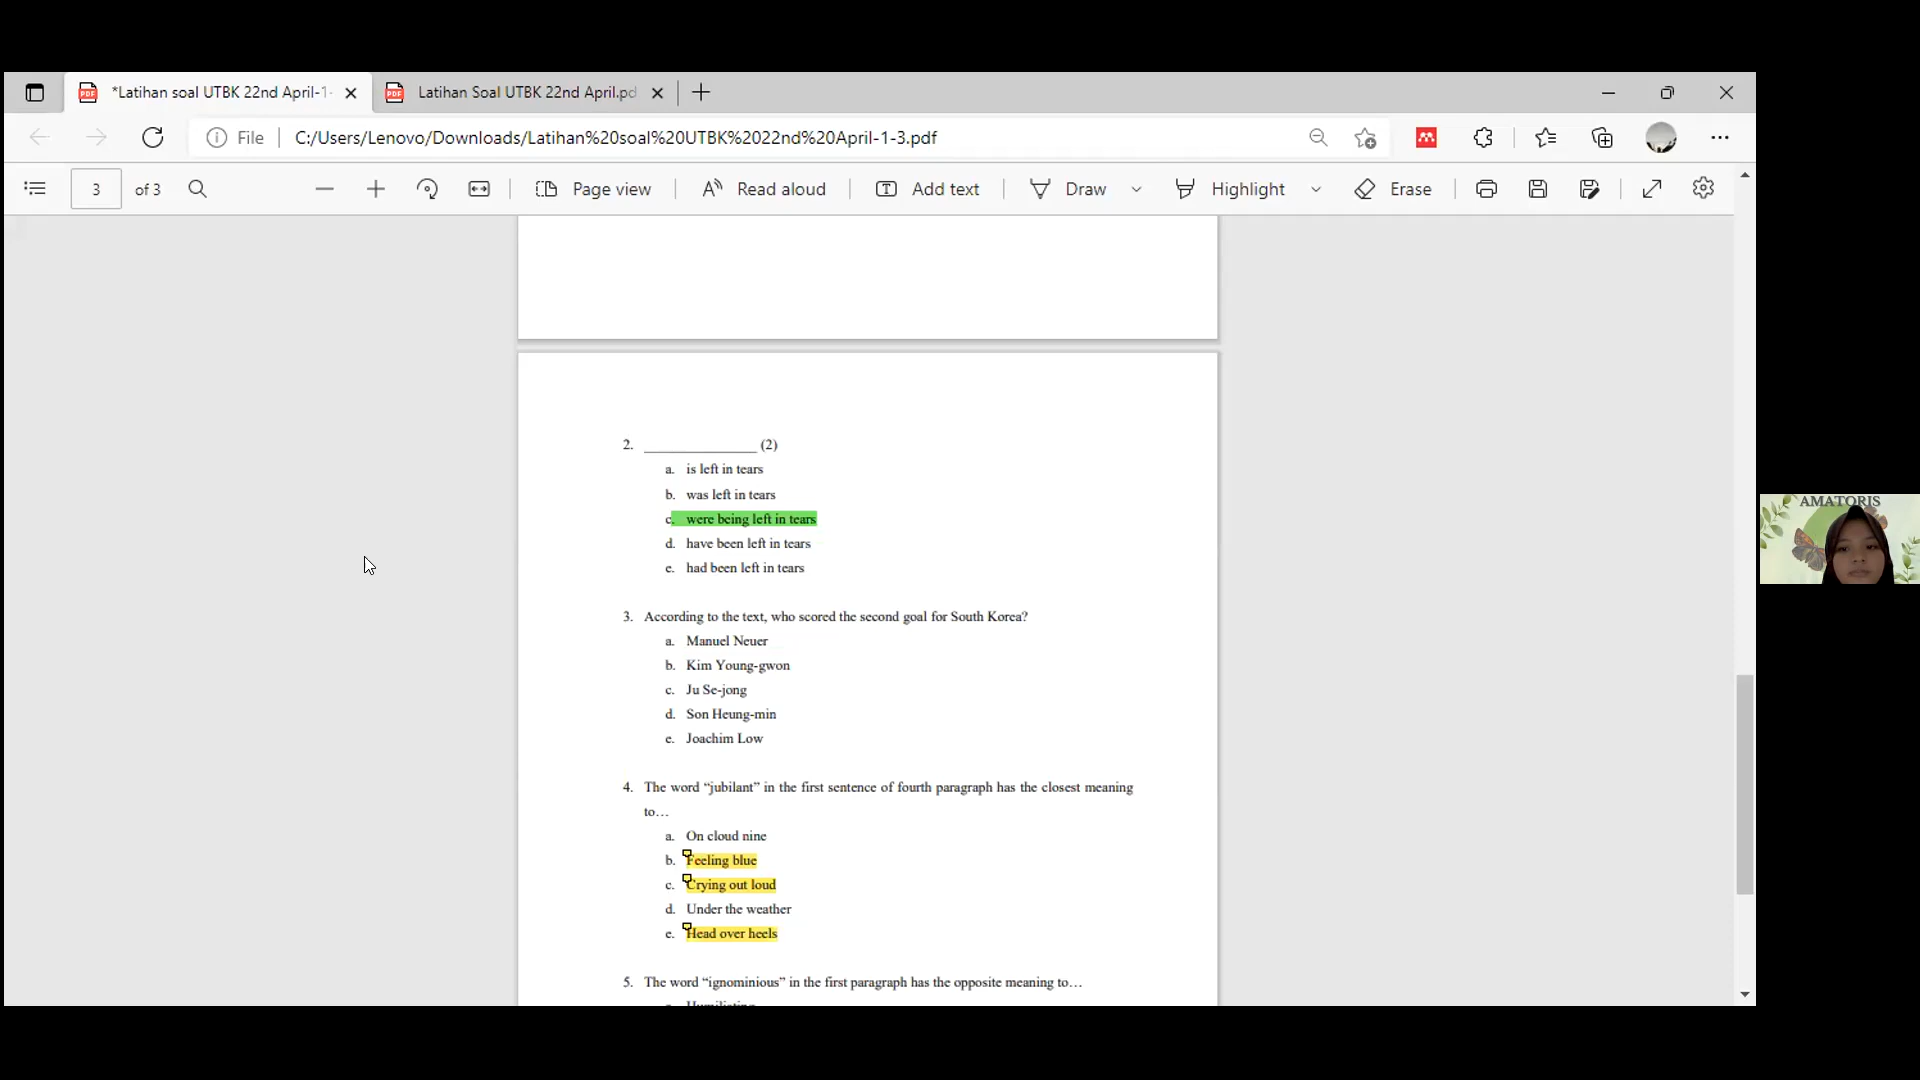 *Latihan soal UTBK 22nd April-1-
Latihan Soal UTBK 22nd April.pd
File
C:/Users/Lenovo/Downloads/Latihan%20soal%20UTBK%2022nd%20April-1-3.pdf
3 of 3
Page view
Read aloud
Add text
Draw
Highlight
Erase
2. ________________ (2)
a. is left in tears
b. was left in tears
c. were being left in tears
d. have been left in tears
e. had been left in tears
3. According to the text, who scored the second goal for South Korea?
a. Manuel Neuer
b. Kim Young-gwon
c. Ju Se-jong
d. Son Heung-min
e. Joachim Low
4. The word “jubilant” in the first sentence of fourth paragraph has the closest meaning
to…
a. On cloud nine
b. Feeling blue
c. Crying out loud
d. Under the weather
e. Head over heels
5. The word “ignominious” in the first paragraph has the opposite meaning to…
a. Humiliating
AMATORIS